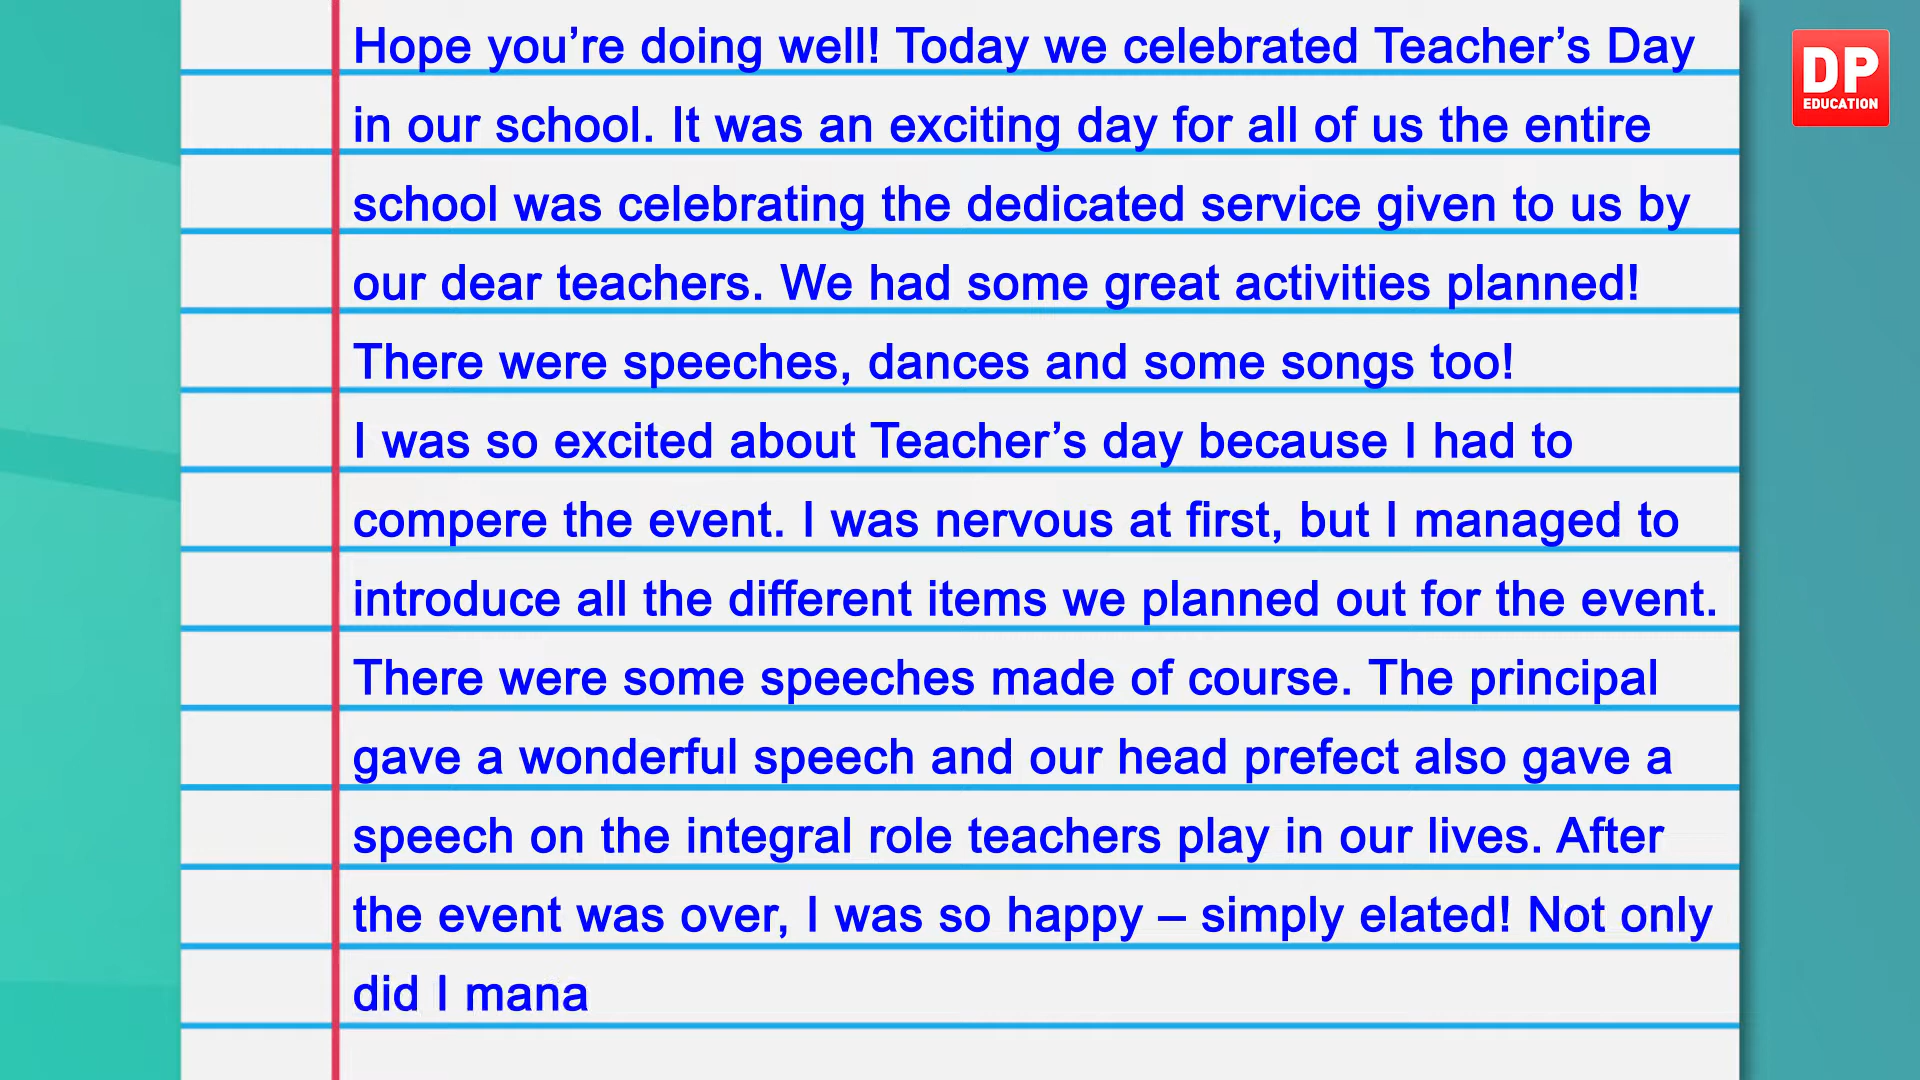 Hope you’re doing well! Today we celebrated Teacher’s Day
in our school. It was an exciting day for all of us the entire
school was celebrating the dedicated service given to us by
our dear teachers. We had some great activities planned!
There were speeches, dances and some songs too!
I was so excited about Teacher’s day because I had to
compere the event. I was nervous at first, but I managed to
introduce all the different items we planned out for the event.
There were some speeches made of course. The principal
gave a wonderful speech and our head prefect also gave a
speech on the integral role teachers play in our lives. After
the event was over, I was so happy – simply elated! Not only
did I mana
DP
EDUCATION